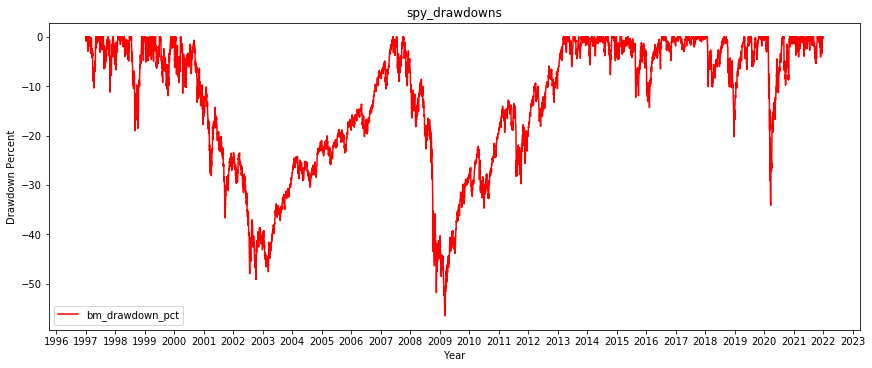 spy_drawdowns
Drawdown Percent
0
−10
−20
−30
−40
−50
bm_drawdown_pct
1996 1997 1998 1999 2000 2001 2002 2003 2004 2005 2006 2007 2008 2009 2010 2011 2012 2013 2014 2015 2016 2017 2018 2019 2020 2021 2022 2023
Year